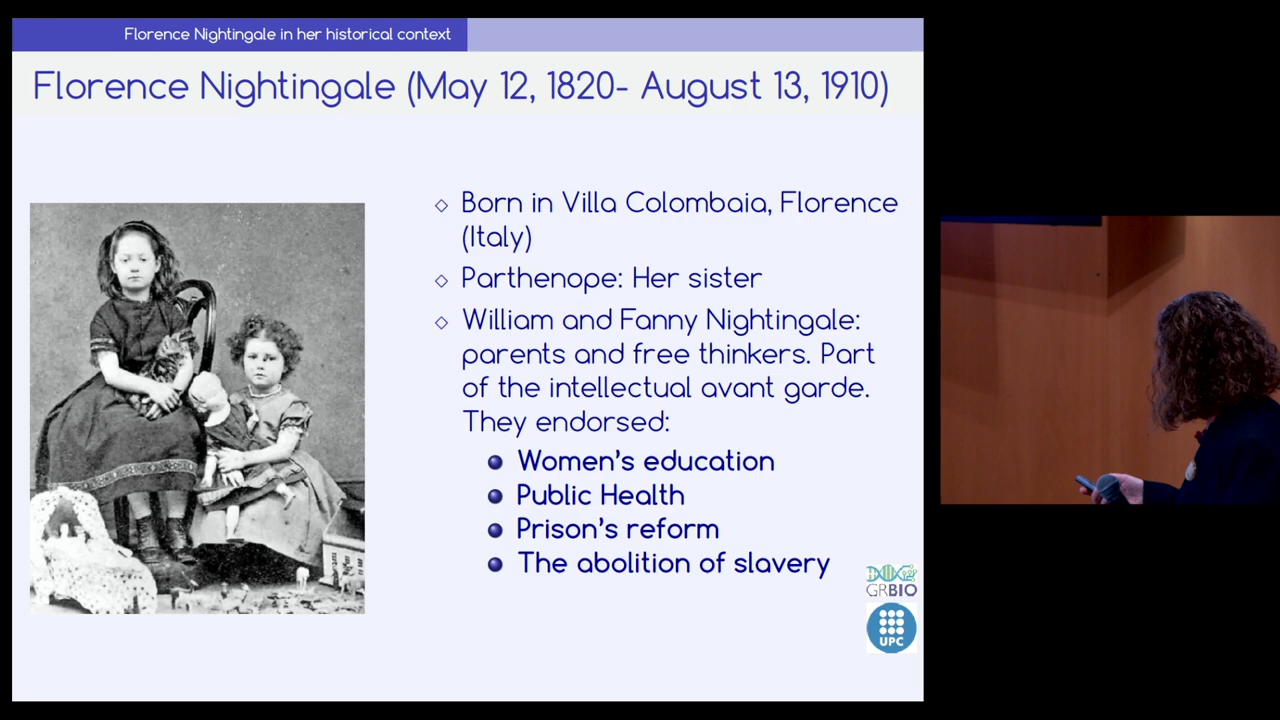 Florence Nightingale in her historical context
Florence Nightingale (May 12, 1820- August 13, 1910)
Born in Villa Colombaia, Florence
(Italy)
Parthenope: Her sister
William and Fanny Nightingale:
parents and free thinkers. Part
of the intellectual avant garde.
They endorsed:
Women's education
Public Health
Prison's reform
The abolition of slavery
GRBIO
UPC